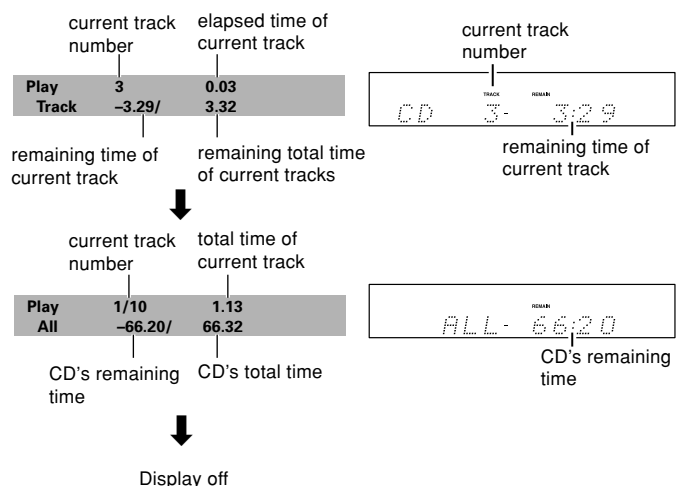 current track
number
elapsed time of
current track
Play 3 0.03
Track –3.29/ 3.32
remaining time of
current track
remaining total time
of current tracks
current track
number
TRACK REMAIN
CD 3- 3:29
remaining time of
current track
current track
number
total time of
current track
Play 1/10 1.13
All –66.20/ 66.32
CD's remaining
time
CD's total time
REMAIN
ALL- 66:20
CD's remaining
time
Display off